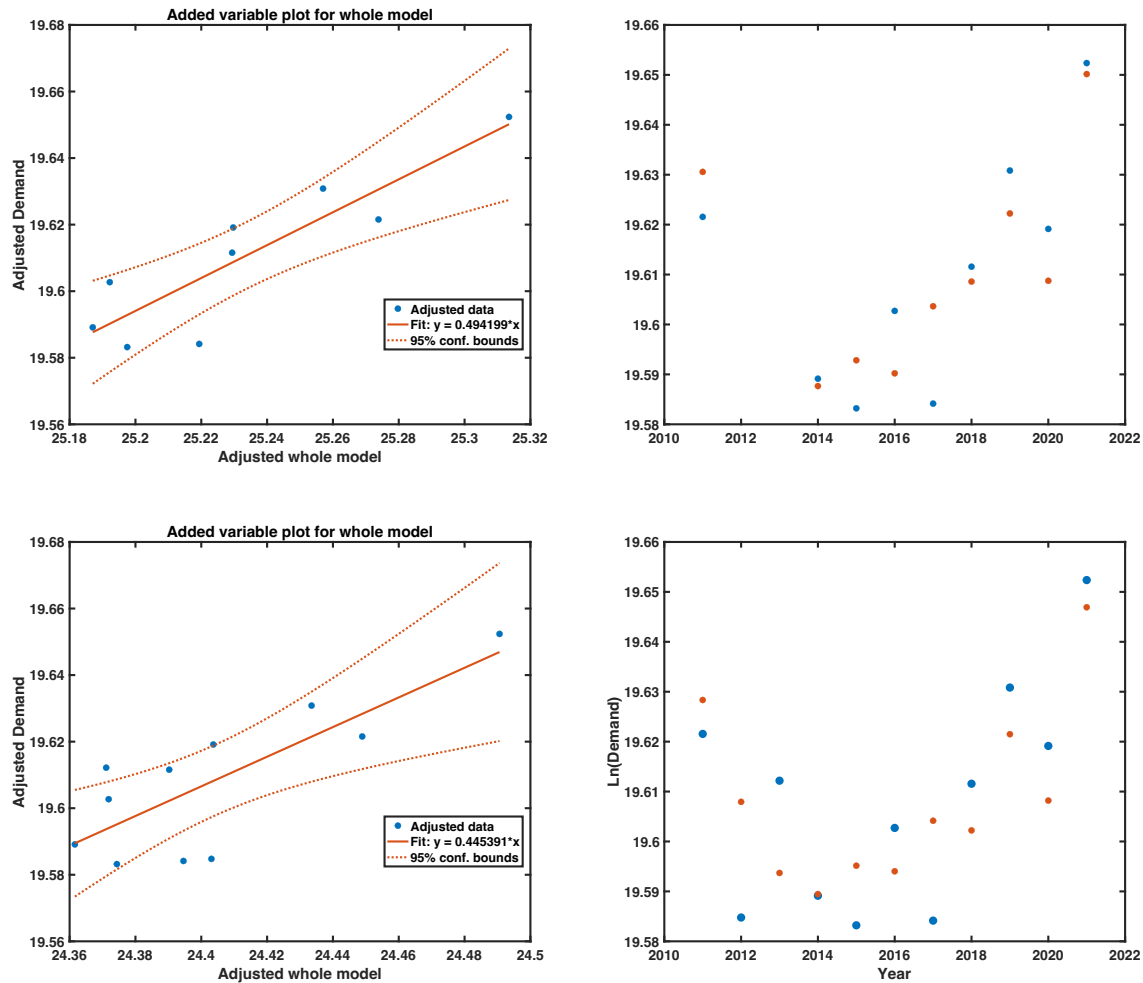 Added variable plot for whole model
19.68
19.66
19.64
19.62
19.6
19.58
19.56
Adjusted Demand
Adjusted data
Fit: y = 0.494199*x
95% conf. bounds
25.18 25.2 25.22 25.24 25.26 25.28 25.3 25.32
Adjusted whole model
19.66
19.65
19.64
19.63
19.62
19.61
19.6
19.59
19.58
2010 2012 2014 2016 2018 2020 2022
Added variable plot for whole model
19.68
19.66
19.64
19.62
19.6
19.58
19.56
Adjusted Demand
Adjusted data
Fit: y = 0.445391*x
95% conf. bounds
24.36 24.38 24.4 24.42 24.44 24.46 24.48 24.5
Adjusted whole model
19.66
19.65
19.64
19.63
19.62
19.61
19.6
19.59
19.58
Ln(Demand)
2010 2012 2014 2016 2018 2020 2022
Year